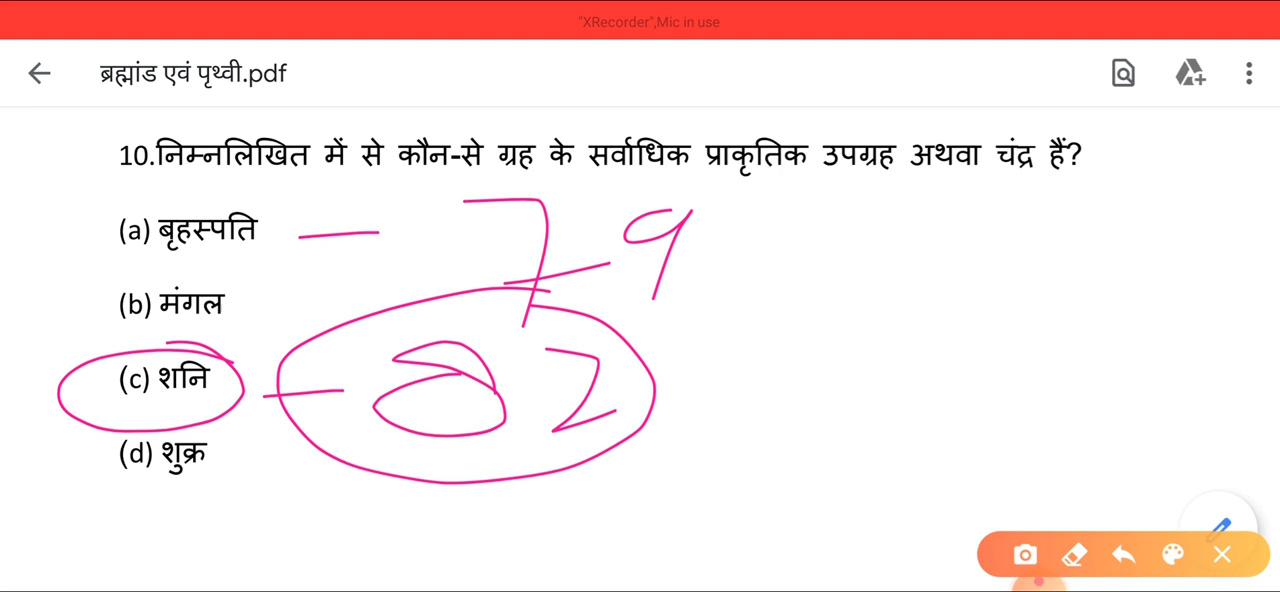 "XRecorder",Mic in use
ब्रह्मांड एवं पृथ्वी.pdf
10.निम्नलिखित में से कौन-से ग्रह के सर्वाधिक प्राकृतिक उपग्रह अथवा चंद्र हैं?
(a) बृहस्पति — 79
(b) मंगल
(c) शनि — 82
(d) शुक्र